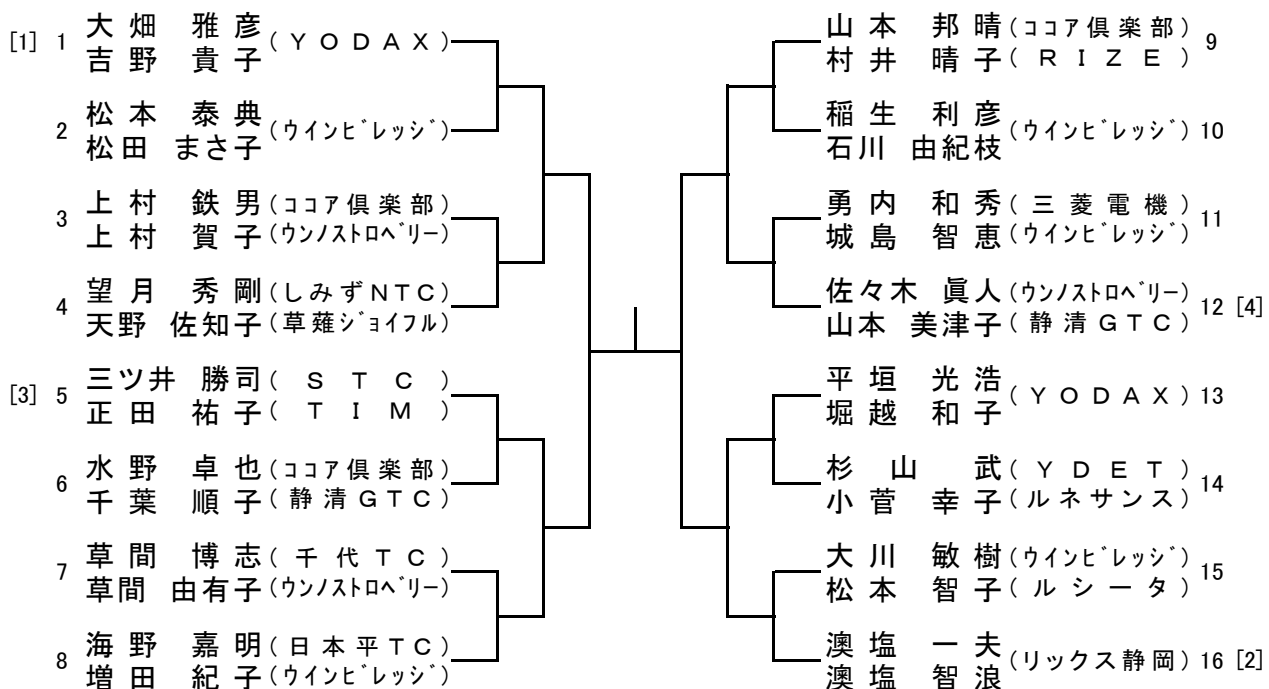 [1] 1 大畑 雅彦 (YODAX)
吉野 貴子
2 松本 泰典 (ウインビレッジ)
松田 まさ子
3 上村 鉄男 (ココア倶楽部)
上村 賀子 (ウンノストロベリー)
4 望月 秀剛 (しみずNTC)
天野 佐知子 (草薙ジョイフル)
[3] 5 三ツ井 勝司 (STC)
正田 祐子 (TIM)
6 水野 卓也 (ココア倶楽部)
千葉 順子 (静清GTC)
7 草間 博志 (千代TC)
草間 由有子 (ウンノストロベリー)
8 海野 嘉明 (日本平TC)
増田 紀子 (ウインビレッジ)
山本 邦晴 (ココア倶楽部) 9
村井 晴子 (RIZE)
稲生 利彦 (ウインビレッジ) 10
石川 由紀枝
勇内 和秀 (三菱電機) 11
城島 智恵 (ウインビレッジ)
佐々木 眞人 (ウンノストロベリー) 12 [4]
山本 美津子 (静清GTC)
平垣 光浩 (YODAX) 13
堀越 和子
杉山 武 (YDET) 14
小菅 幸子 (ルネサンス)
大川 敏樹 (ウインビレッジ) 15
松本 智子 (ルシータ)
澳塩 一夫 (リックス静岡) 16 [2]
澳塩 智浪